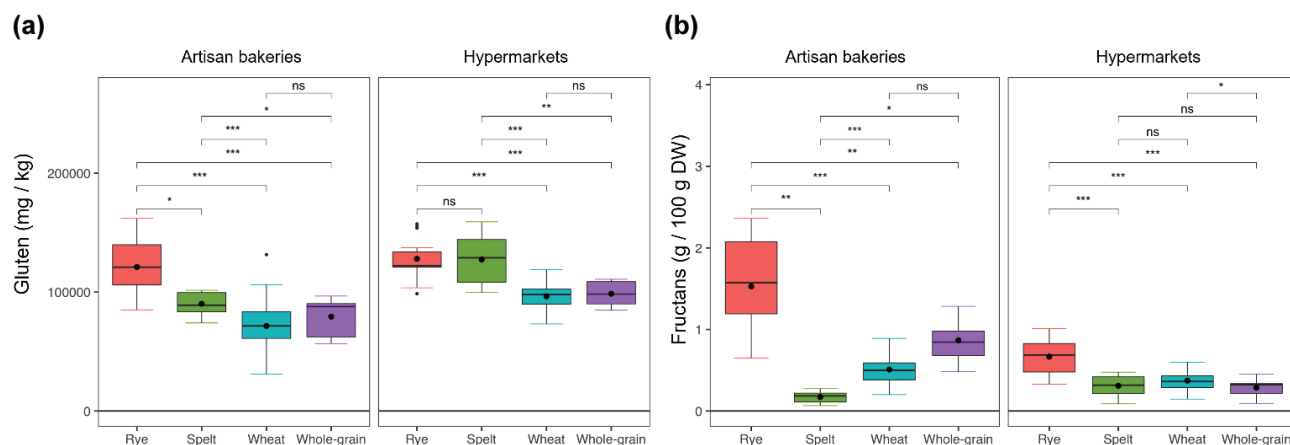 (a)
Artisan bakeries
Hypermarkets
Gluten (mg / kg)
200000
100000
0
ns
*
***
***
***
*
ns
**
***
***
***
ns
Rye Spelt Wheat Whole-grain
Rye Spelt Wheat Whole-grain
(b)
Artisan bakeries
Hypermarkets
Fructans (g / 100 g DW)
4
3
2
1
0
ns
*
***
**
***
**
*
ns
ns
***
***
***
Rye Spelt Wheat Whole-grain
Rye Spelt Wheat Whole-grain